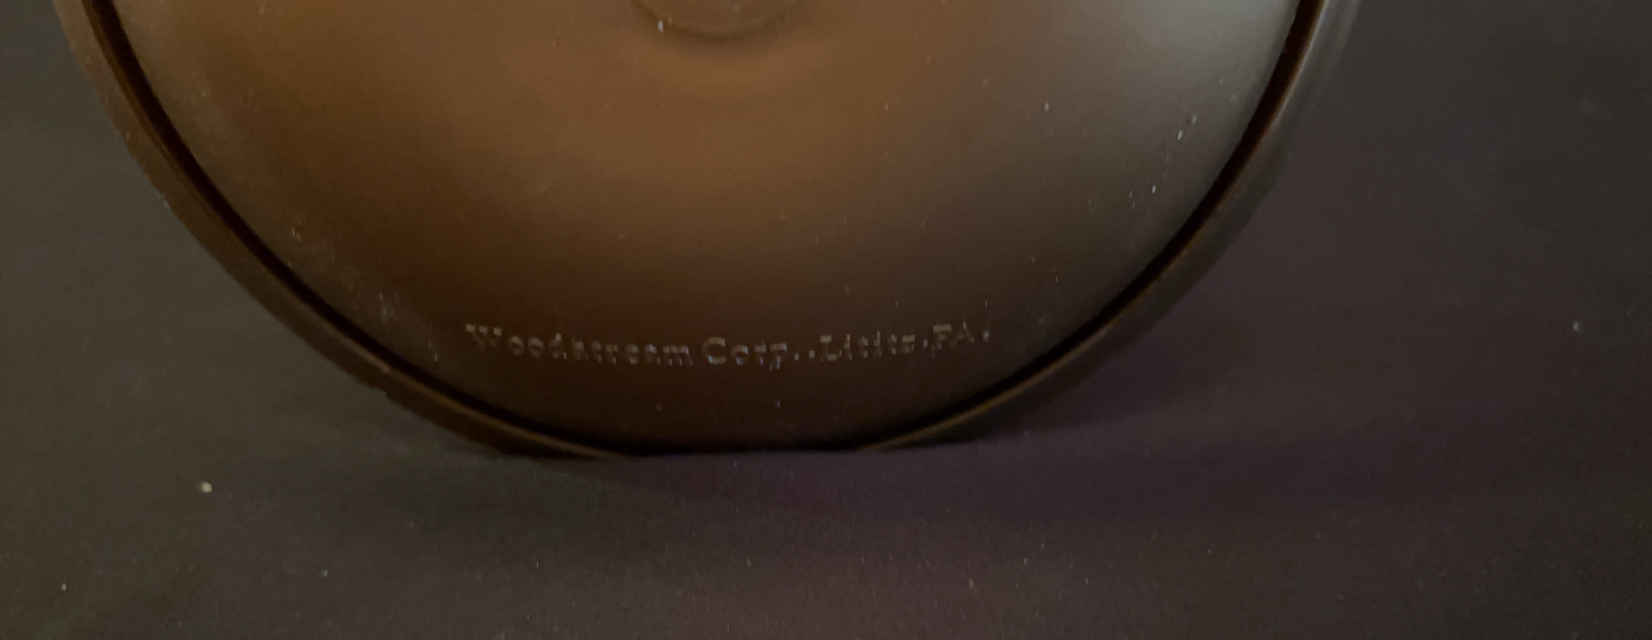 Woodstream Corp., Lititz, PA.